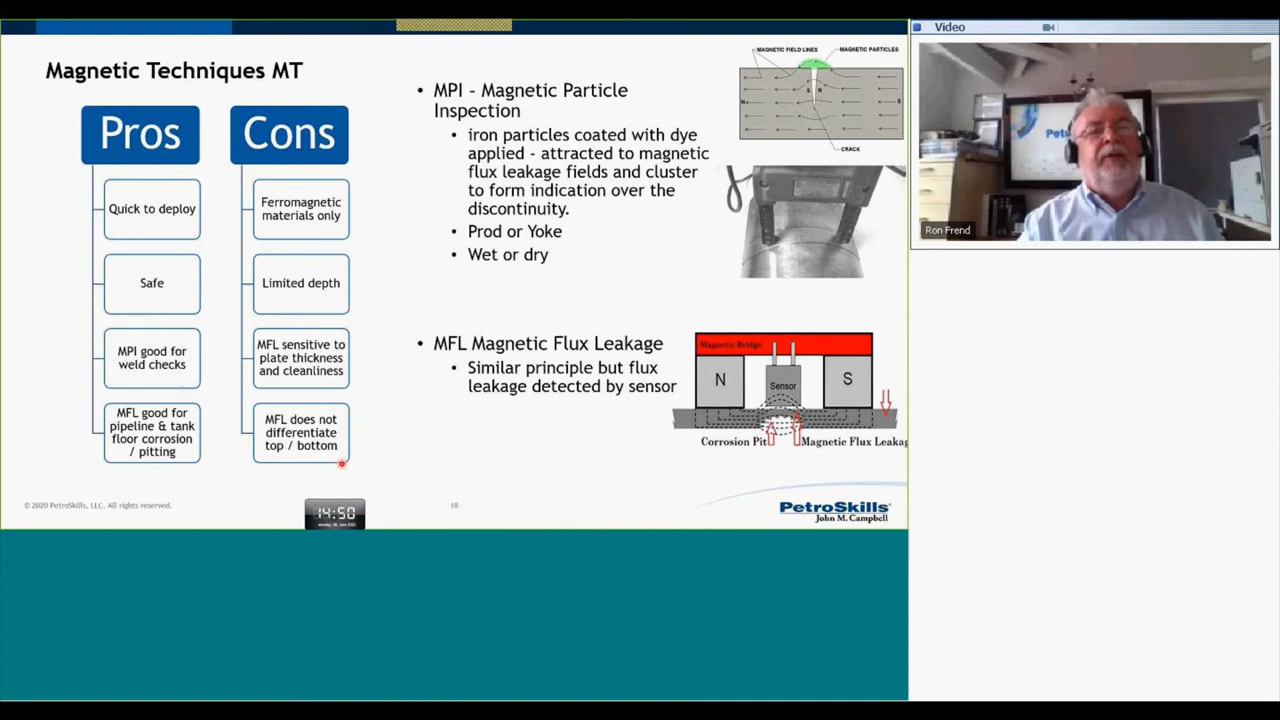 Video
Magnetic Techniques MT
Pros
Cons
Quick to deploy
Safe
MPI good for
weld checks
MFL good for
pipeline & tank
floor corrosion
/ pitting
Ferromagnetic
materials only
Limited depth
MFL sensitive to
plate thickness
and cleanliness
MFL does not
differentiate
top / bottom
• MPI - Magnetic Particle
Inspection
• iron particles coated with dye
applied - attracted to magnetic
flux leakage fields and cluster
to form indication over the
discontinuity.
• Prod or Yoke
• Wet or dry
• MFL Magnetic Flux Leakage
• Similar principle but flux
leakage detected by sensor
MAGNETIC FIELD LINES
MAGNETIC PARTICLES
N
S
N
S
CRACK
Magnetic Bridge
N
Sensor
S
Corrosion Pit
Magnetic Flux Leakag
Ron Frend
© 2020 PetroSkills, LLC. All rights reserved.
14:50
18
PetroSkills
John M. Campbell